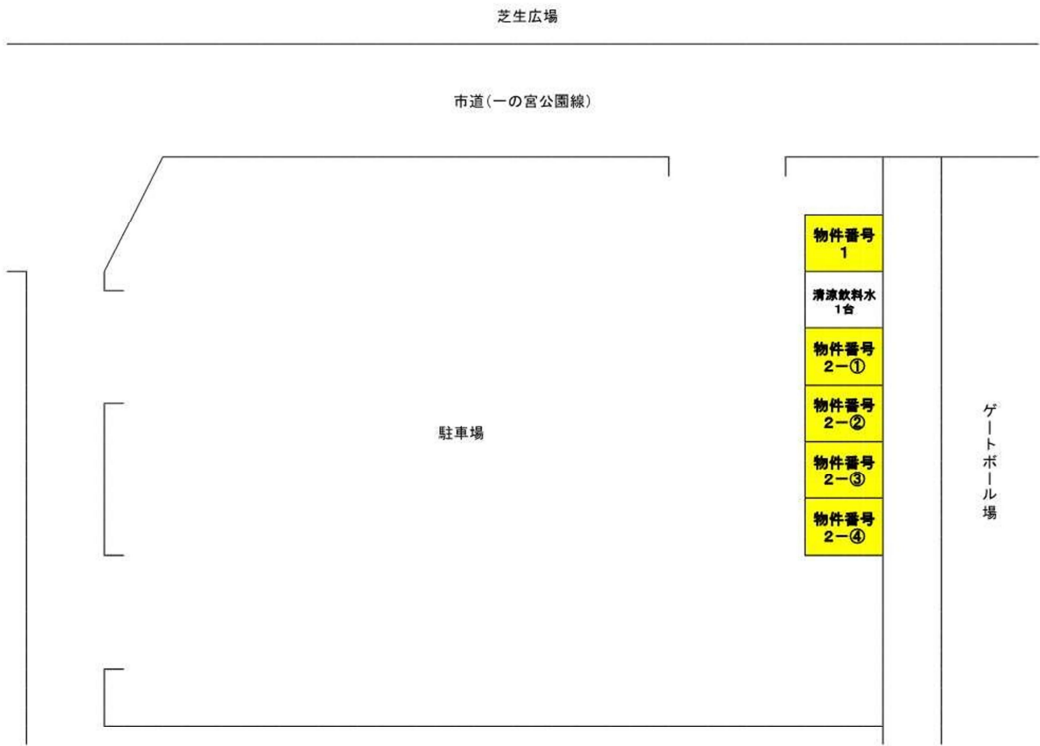 芝生広場
市道(一の宮公園線)
物件番号
1
清涼飲料水
1台
物件番号
2-①
物件番号
2-②
駐車場
物件番号
2-③
物件番号
2-④
ゲートボール場